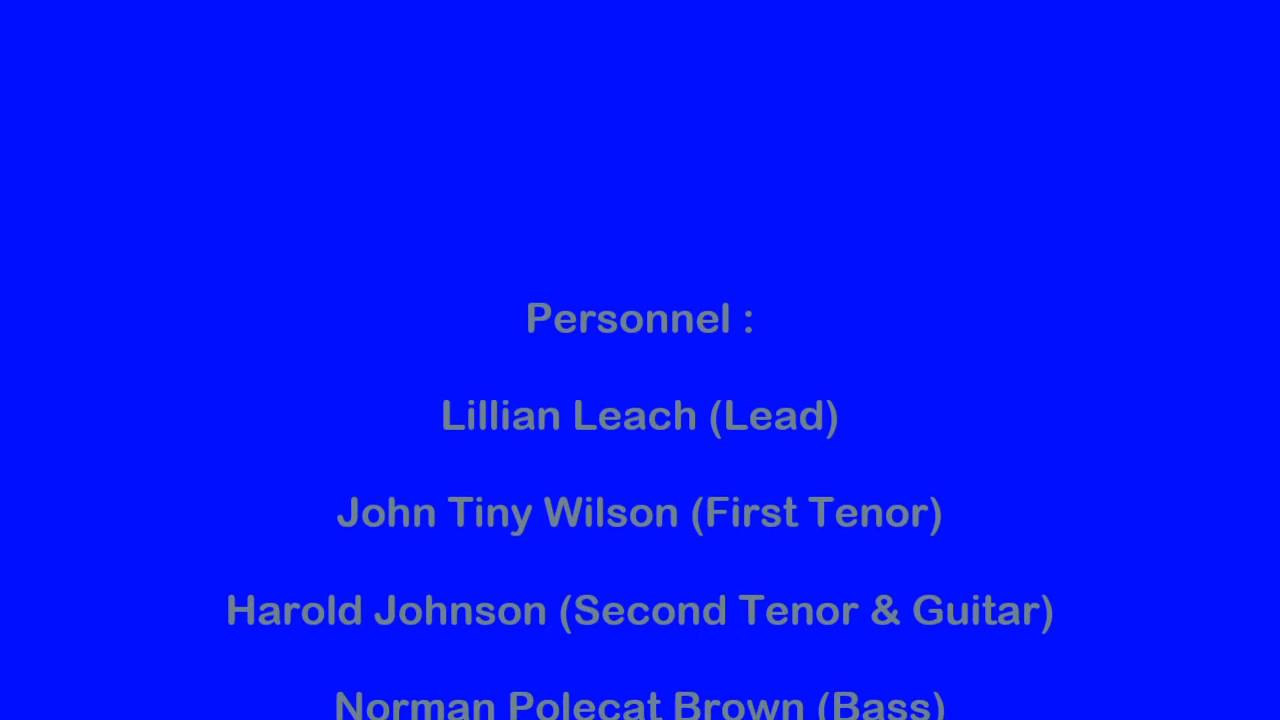 Personnel :
Lillian Leach (Lead)
John Tiny Wilson (First Tenor)
Harold Johnson (Second Tenor & Guitar)
Norman Polecat Brown (Bass)